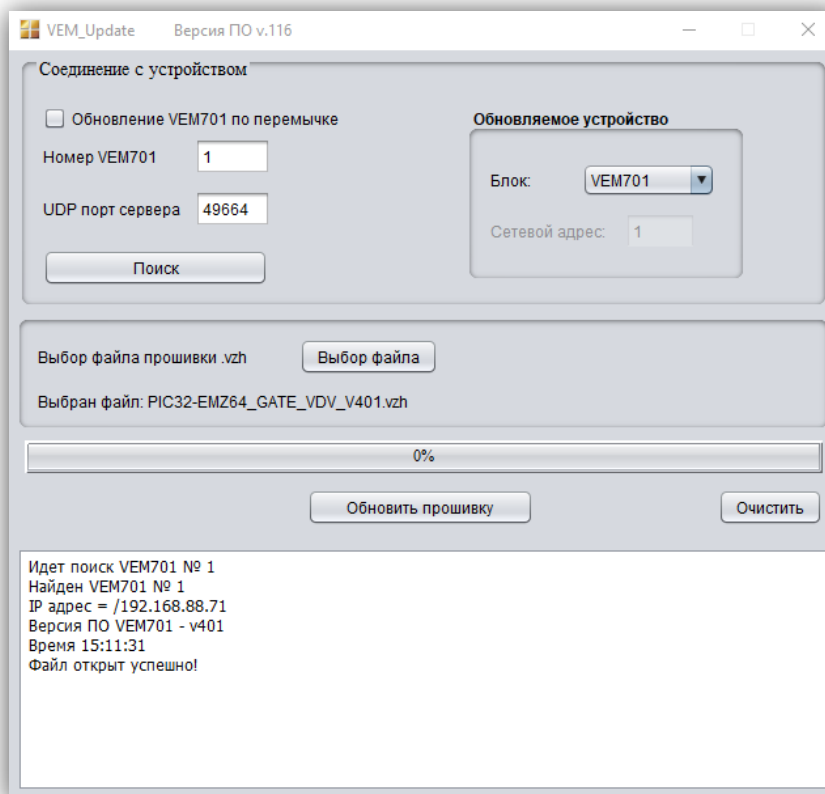 VEM_Update Версия ПО v.116
Соединение с устройством
Обновление VEM701 по перемычке
Номер VEM701 1
UDP порт сервера 49664
Поиск
Обновляемое устройство
Блок: VEM701
Сетевой адрес: 1
Выбор файла прошивки .vzh Выбор файла
Выбран файл: PIC32-EMZ64_GATE_VDV_V401.vzh
0%
Обновить прошивку Очистить
Идет поиск VEM701 № 1
Найден VEM701 № 1
IP адрес = /192.168.88.71
Версия ПО VEM701 - v401
Время 15:11:31
Файл открыт успешно!